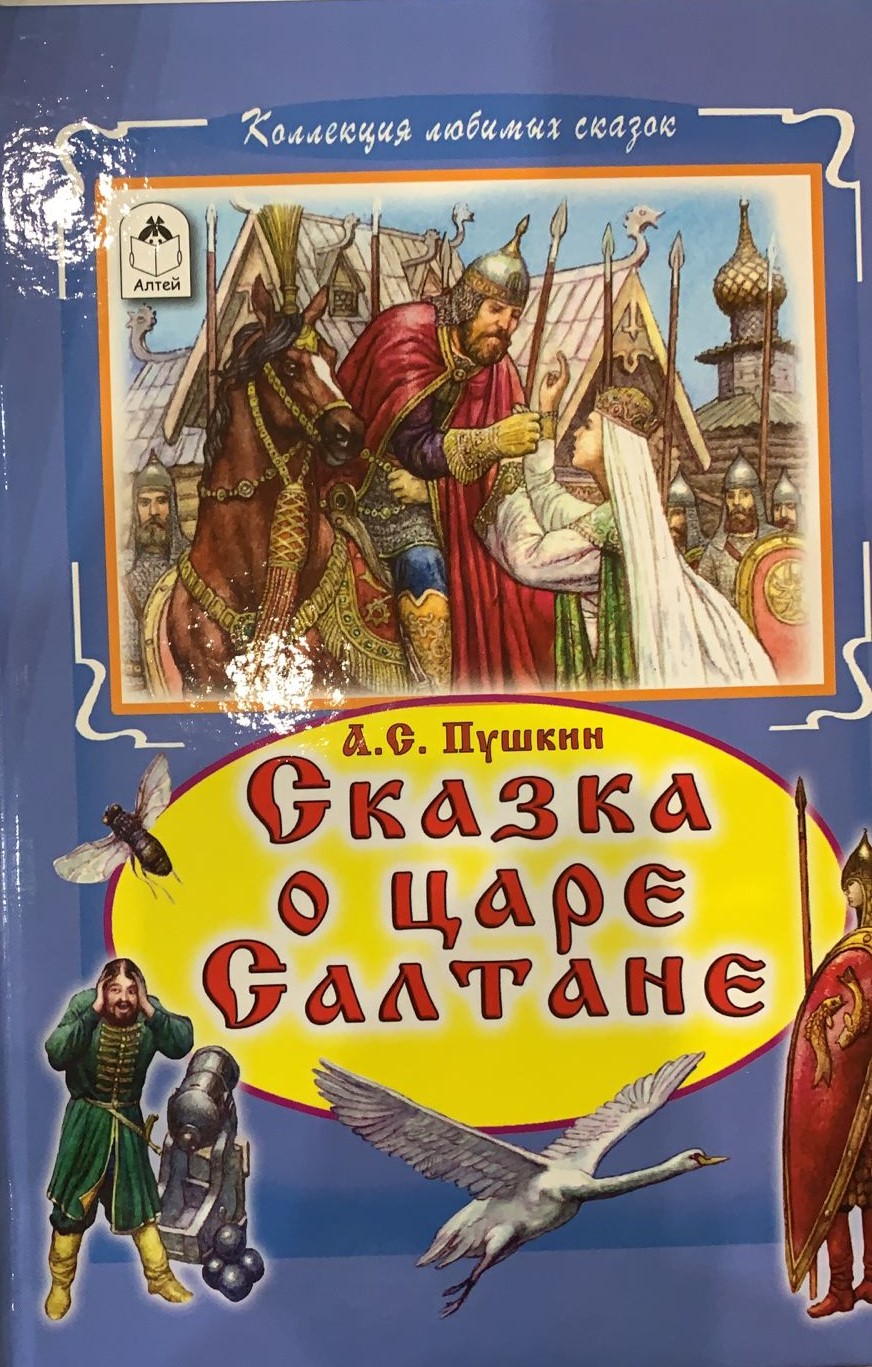 Коллекция любимых сказок
Алтей
А.С. Пушкин
Сказка
о царе
Салтане